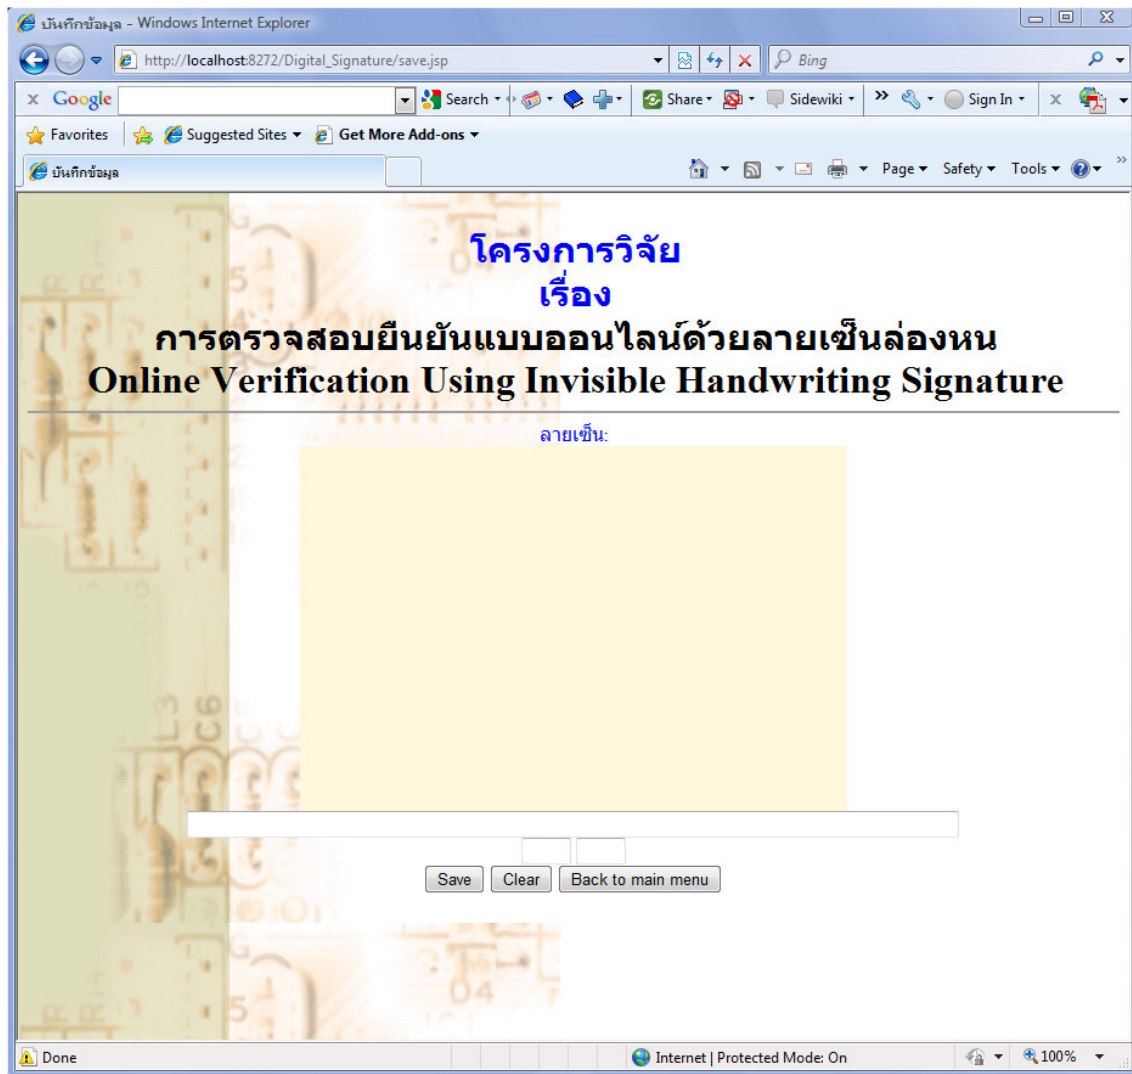 บันทึกข้อมูล - Windows Internet Explorer
http://localhost:8272/Digital_Signature/save.jsp
Bing
x Google Search Share Sidewiki » Sign In x
Favorites Suggested Sites Get More Add-ons
บันทึกข้อมูล Page Safety Tools »
โครงการวิจัย
เรื่อง
การตรวจสอบยืนยันแบบออนไลน์ด้วยลายเซ็นล่องหน
Online Verification Using Invisible Handwriting Signature
ลายเซ็น:
Save Clear Back to main menu
Done Internet | Protected Mode: On 100%